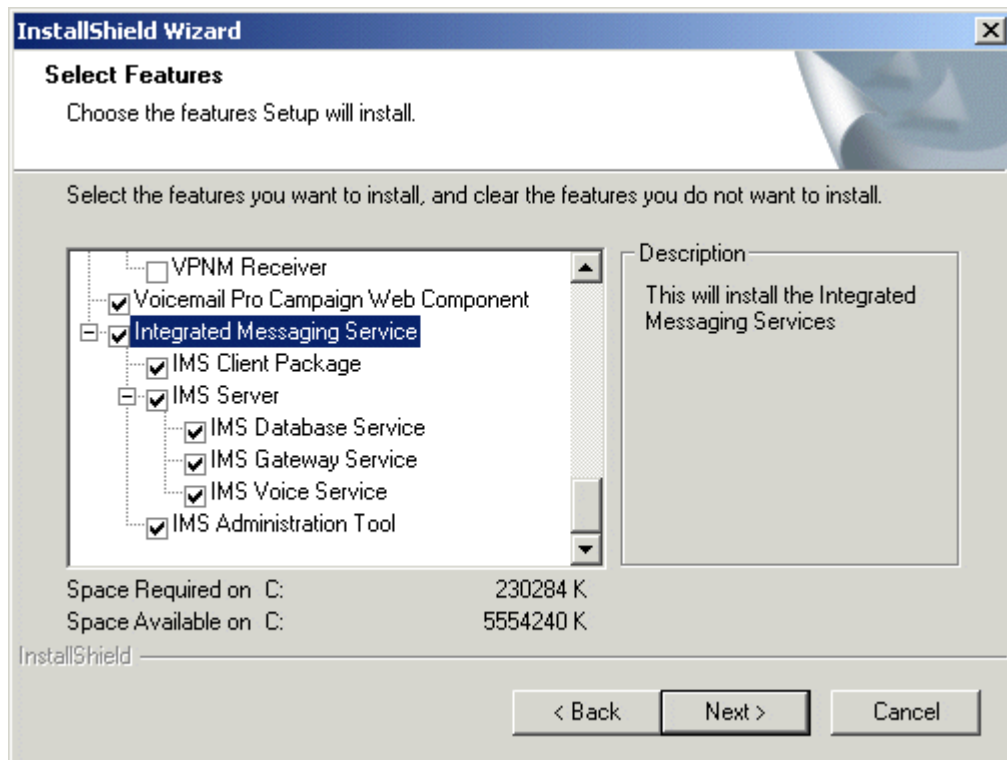 InstallShield Wizard
Select Features
Choose the features Setup will install.
Select the features you want to install, and clear the features you do not want to install.
VPNM Receiver
Voicemail Pro Campaign Web Component
Integrated Messaging Service
IMS Client Package
IMS Server
IMS Database Service
IMS Gateway Service
IMS Voice Service
IMS Administration Tool
Description
This will install the Integrated
Messaging Services
Space Required on C: 230284 K
Space Available on C: 5554240 K
InstallShield
< Back Next > Cancel